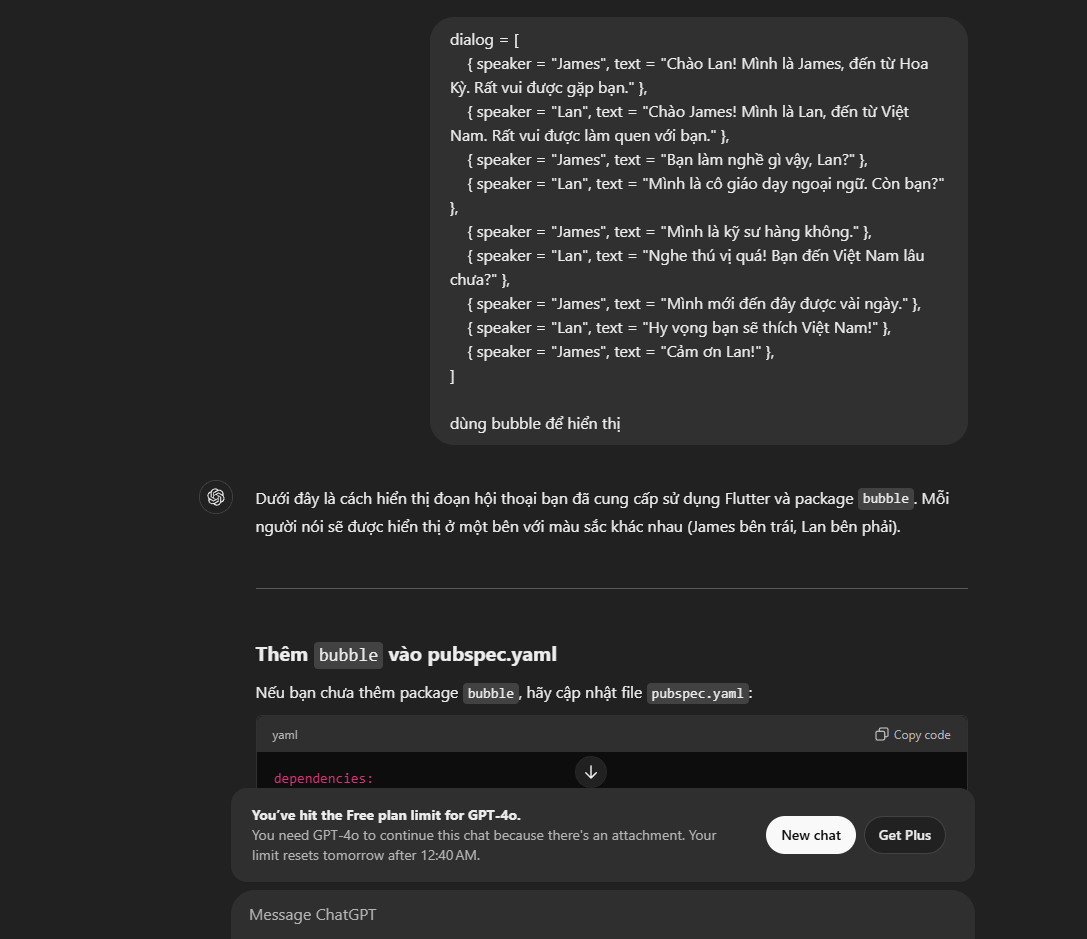 dialog = [
{ speaker = "James", text = "Chào Lan! Mình là James, đến từ Hoa
Kỳ. Rất vui được gặp bạn." },
{ speaker = "Lan", text = "Chào James! Mình là Lan, đến từ Việt
Nam. Rất vui được làm quen với bạn." },
{ speaker = "James", text = "Bạn làm nghề gì vậy, Lan?" },
{ speaker = "Lan", text = "Mình là cô giáo dạy ngoại ngữ. Còn bạn?"
},
{ speaker = "James", text = "Mình là kỹ sư hàng không." },
{ speaker = "Lan", text = "Nghe thú vị quá! Bạn đến Việt Nam lâu
chưa?" },
{ speaker = "James", text = "Mình mới đến đây được vài ngày." },
{ speaker = "Lan", text = "Hy vọng bạn sẽ thích Việt Nam!" },
{ speaker = "James", text = "Cảm ơn Lan!" },
]
dùng bubble để hiển thị
Dưới đây là cách hiển thị đoạn hội thoại bạn đã cung cấp sử dụng Flutter và package bubble. Mỗi
người nói sẽ được hiển thị ở một bên với màu sắc khác nhau (James bên trái, Lan bên phải).
Thêm bubble vào pubspec.yaml
Nếu bạn chưa thêm package bubble, hãy cập nhật file pubspec.yaml:
yaml
Copy code
dependencies:
You've hit the Free plan limit for GPT-4o.
You need GPT-4o to continue this chat because there's an attachment. Your
limit resets tomorrow after 12:40 AM.
New chat
Get Plus
Message ChatGPT